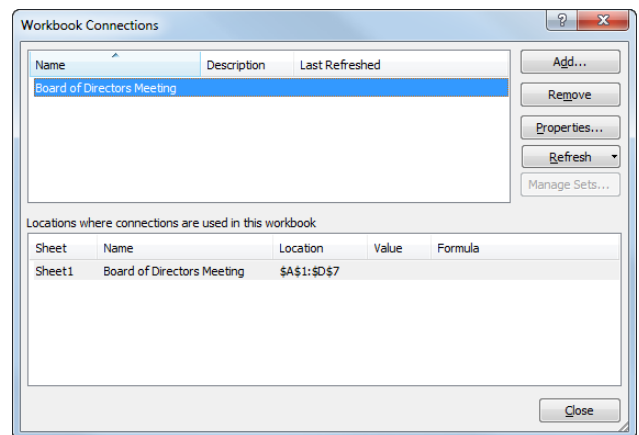 Workbook Connections
Name Description Last Refreshed
Board of Directors Meeting
Add...
Remove
Properties...
Refresh
Manage Sets...
Locations where connections are used in this workbook
Sheet Name Location Value Formula
Sheet1 Board of Directors Meeting $A$1:$D$7
Close